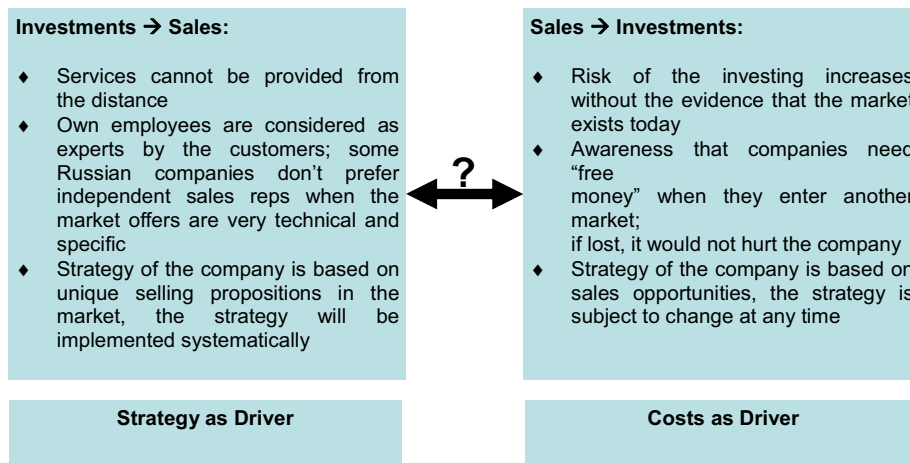 Investments → Sales:
♦ Services cannot be provided from
the distance
♦ Own employees are considered as
experts by the customers; some
Russian companies don't prefer
independent sales reps when the
market offers are very technical and
specific
♦ Strategy of the company is based on
unique selling propositions in the
market, the strategy will be
implemented systematically
?
Sales → Investments:
♦ Risk of the investing increases
without the evidence that the market
exists today
♦ Awareness that companies need
“free
money” when they enter another
market;
if lost, it would not hurt the company
♦ Strategy of the company is based on
sales opportunities, the strategy is
subject to change at any time
Strategy as Driver
Costs as Driver